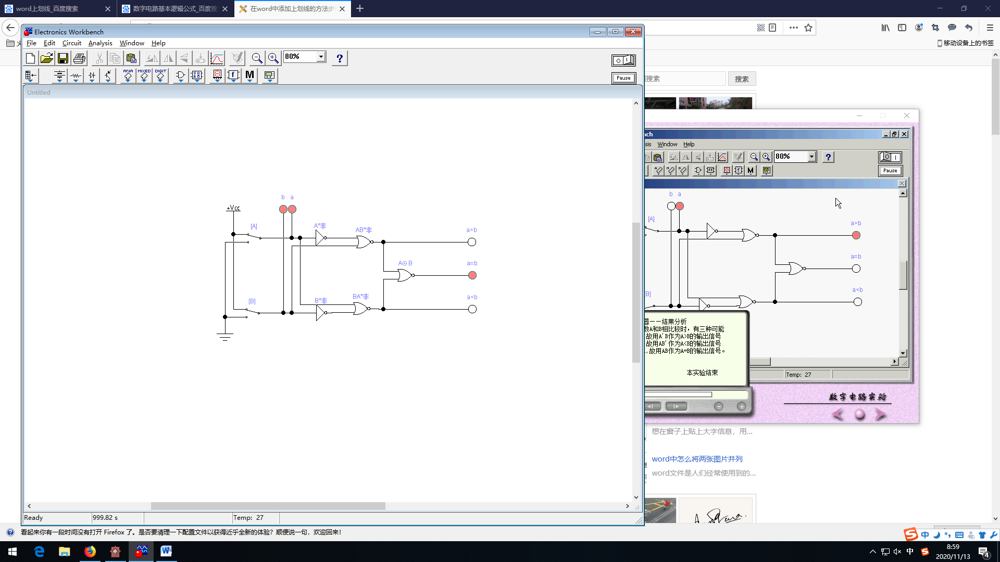 word上划线_百度搜索
数字电路基本逻辑公式_百度搜
在word中添加上划线的方法步
移动设备上的书签
Electronics Workbench
File Edit Circuit Analysis Window Help
80%
?
ANA
MIXED
DIGIT
M
Pause
Untitled
b a
+Vcc
[A]
A*非
AB*非
a>b
A⊙B
a=b
[B]
B*非
BA*非
a<b
Ready
999.82 s
Temp: 27
搜索
搜索
nch
sis Window Help
80%
?
M
Pause
b a
[A]
a>b
a=b
B]
a<b
器——结果分析
数A和B相比较时，有三种可能
故用A'B作为A>B的输出信号
故用AB'作为A<B的输出信号
,故用AB作为A=B的输出信号。
本实验结束
Temp: 27
数字电路实验
想在窗子上贴上大字信息，用...
word中怎么将两张图片并列
word文件是人们经常使用到的...
看起来你有一段时间没有打开 Firefox 了。是否要清理一下配置文件以获得近乎全新的体验？顺便说一句，欢迎回来！
中
中
8:59
2020/11/13
4